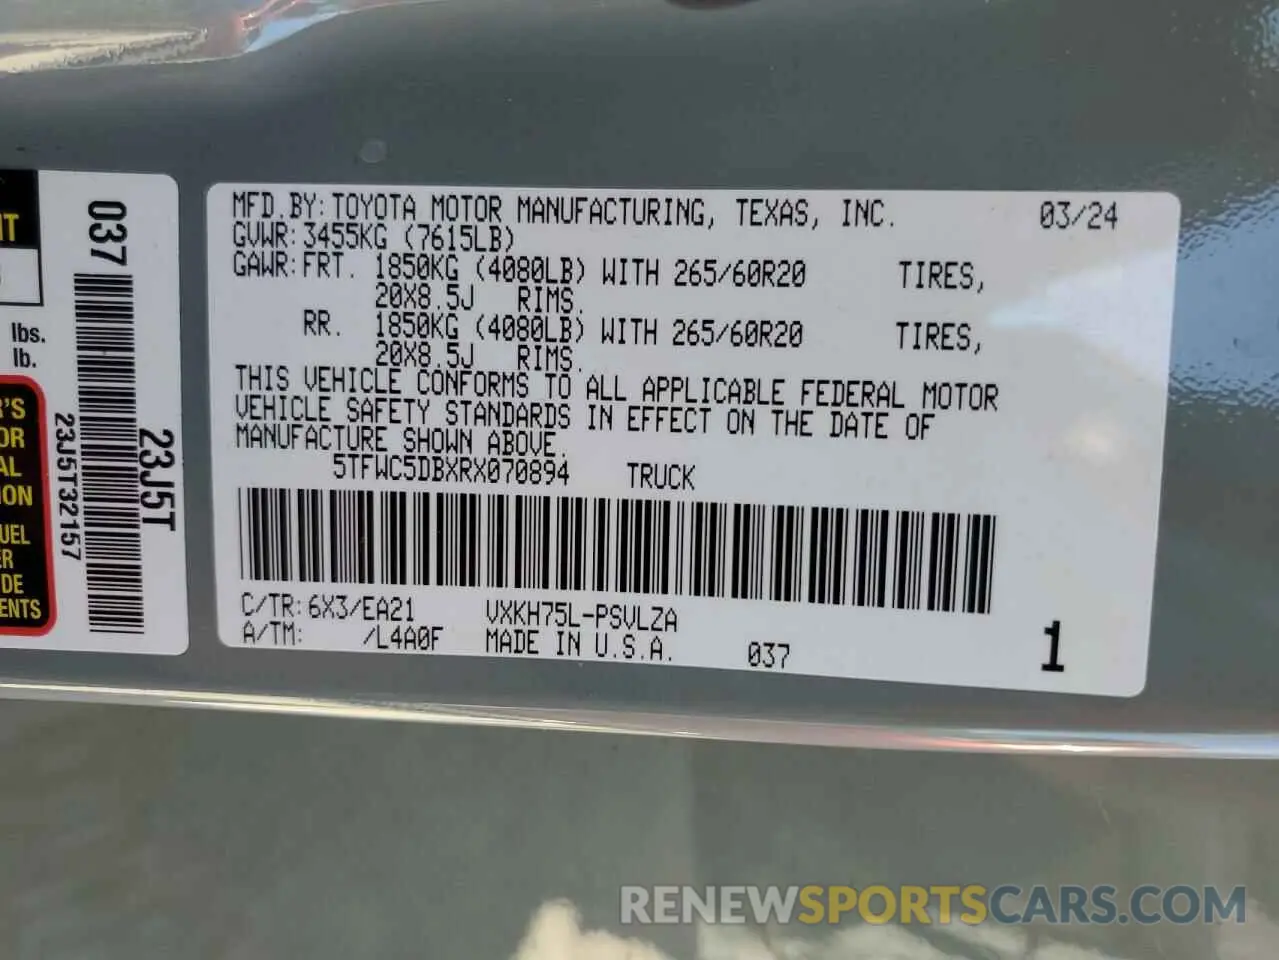 MFD.BY: TOYOTA MOTOR MANUFACTURING, TEXAS, INC. 03/24
GVWR: 3455KG (7615LB)
GAWR: FRT. 1850KG (4080LB) WITH 265/60R20 TIRES,
20X8.5J RIMS.
RR. 1850KG (4080LB) WITH 265/60R20 TIRES,
20X8.5J RIMS.
THIS VEHICLE CONFORMS TO ALL APPLICABLE FEDERAL MOTOR
VEHICLE SAFETY STANDARDS IN EFFECT ON THE DATE OF
MANUFACTURE SHOWN ABOVE.
5TFWC5DBXRX070894 TRUCK
C/TR: 6X3/EA21 VXKH75L-PSVLZA
A/TM: /L4A0F MADE IN U.S.A. 037 1
037
23J5T
23J5T32157
lbs.
lb.
RENEWSPORTSCARS.COM